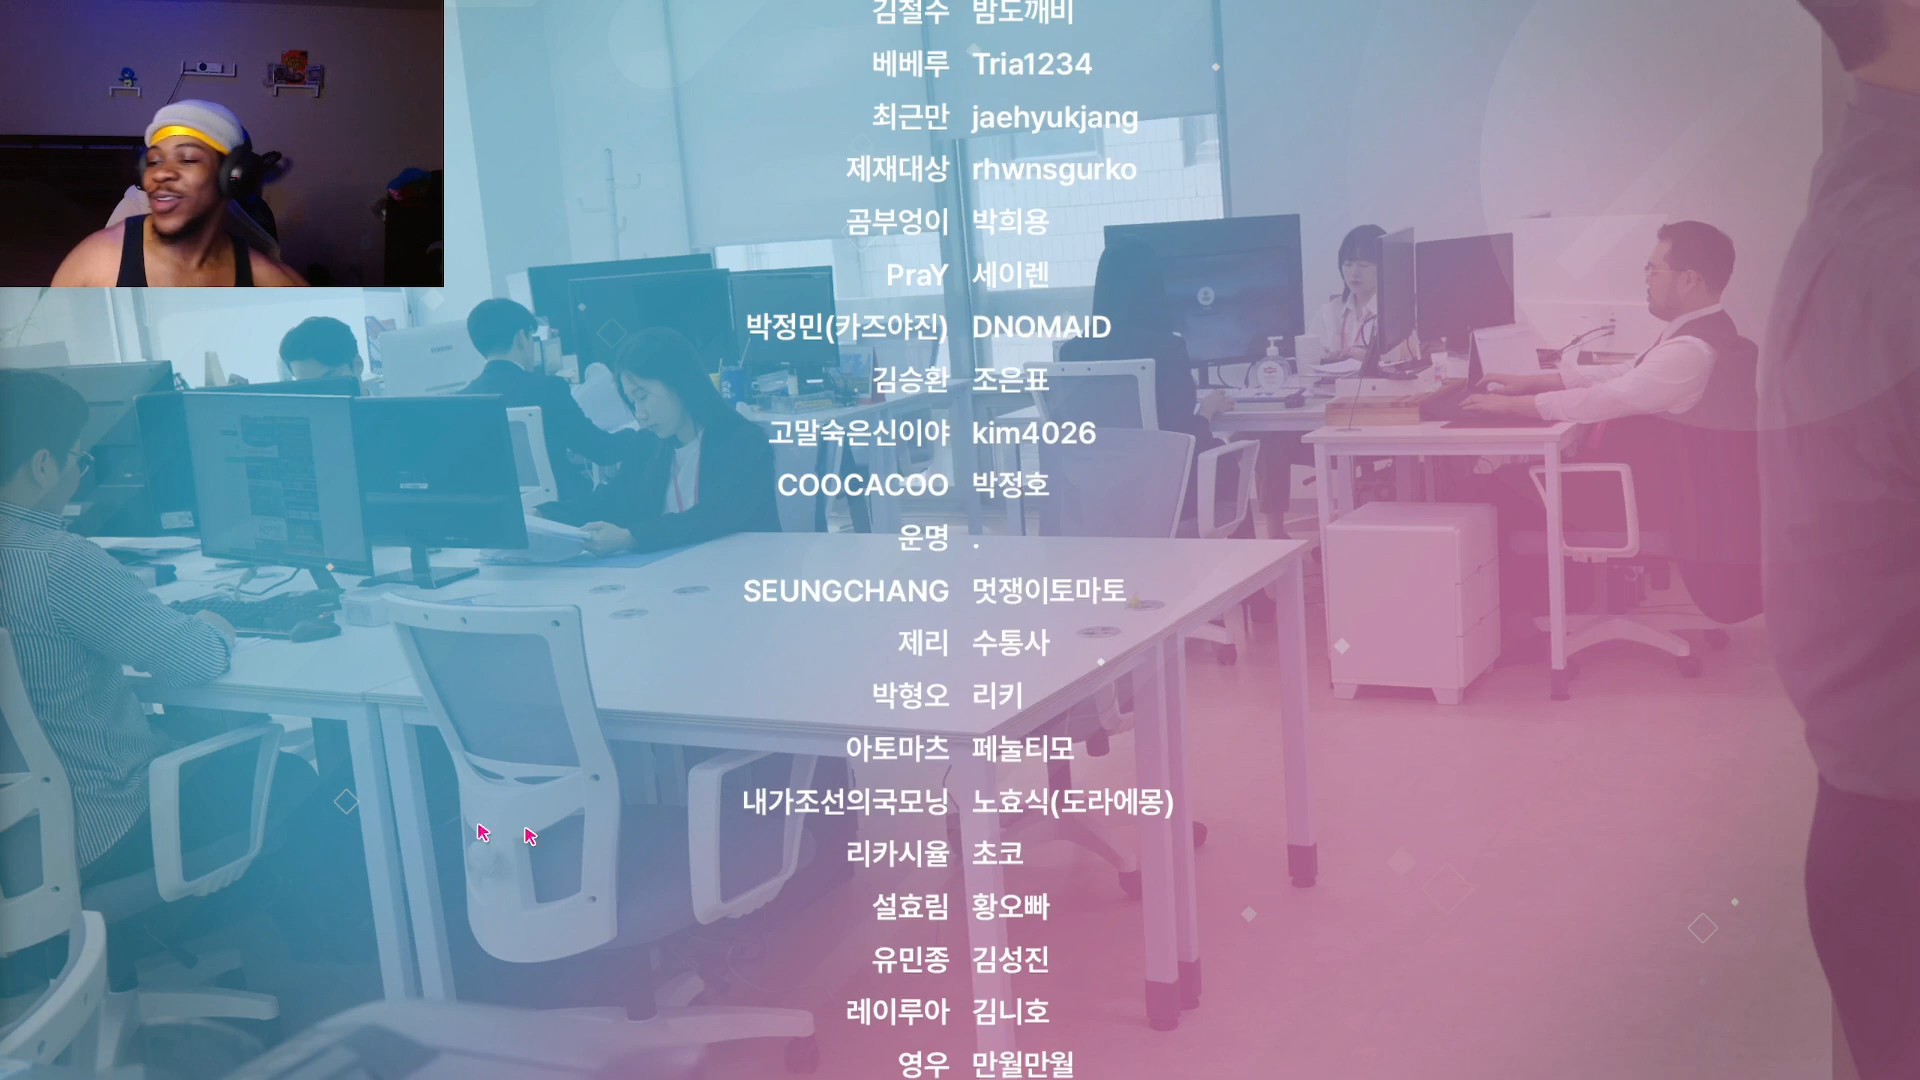 김철수 밤도깨비
베베루 Tria1234
최근만 jaehyukjang
제재대상 rhwnsgurko
곰부엉이 박희용
PraY 세이렌
박정민(카즈야진) DNOMAID
김승환 조은표
고말숙은신이야 kim4026
COOCACOO 박정호
운명 .
SEUNGCHANG 멋쟁이토마토
제리 수통사
박형오 리키
아토마츠 페눌티모
내가조선의국모닝 노효식(도라에몽)
리카시율 초코
설효림 황오빠
유민종 김성진
레이루아 김니호
영우 만월만월